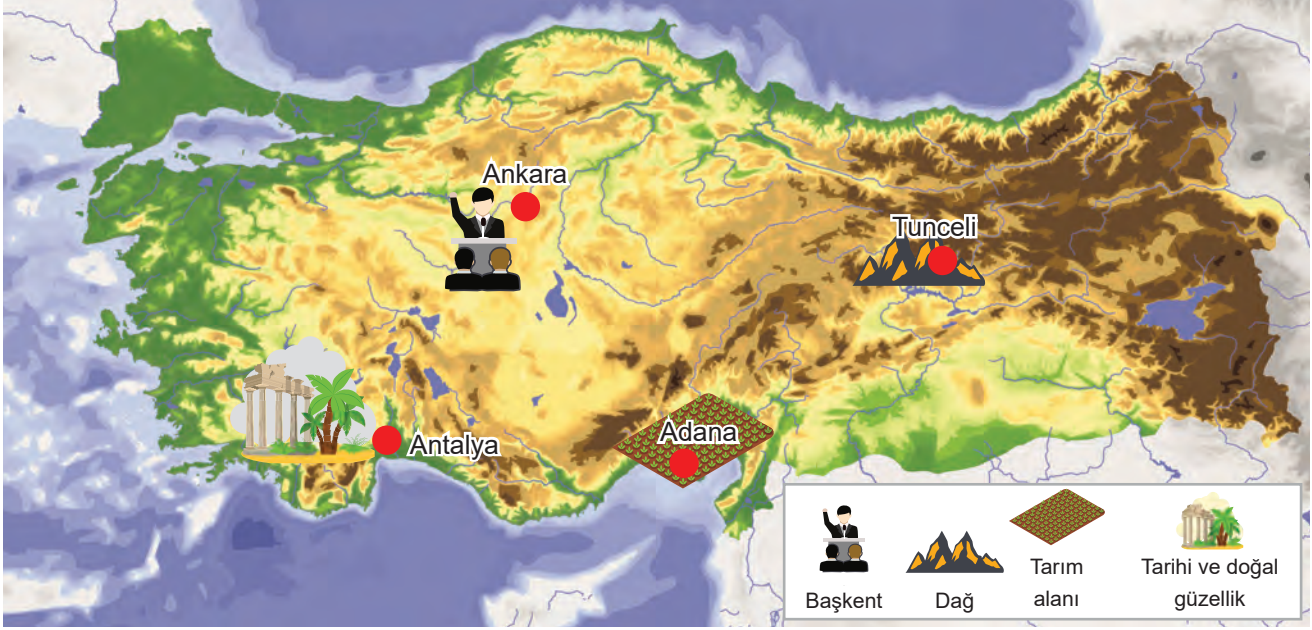 Ankara
Tunceli
Antalya
Adana
Başkent
Dağ
Tarım
alanı
Tarihi ve doğal
güzellik